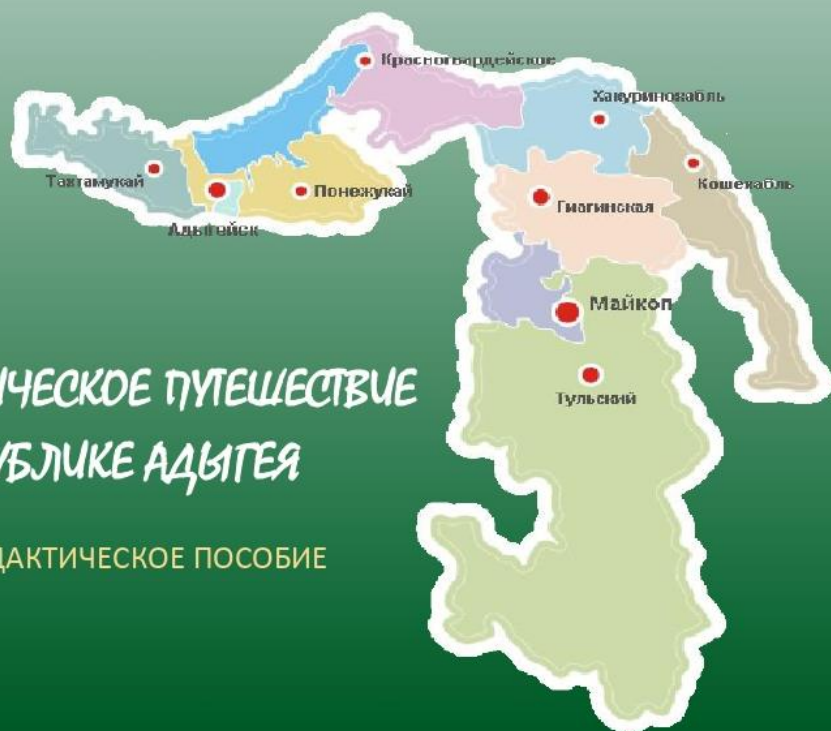 Красногвардейское
Хакуринохабль
Тахтамукай
Понежукай
Кошехабль
Адыгейск
Гиагинская
Майкоп
Тульский
ИЧЕСКОЕ ПУТЕШЕСТВИЕ
УБЛИКЕ АДЫГЕЯ
ДАКТИЧЕСКОЕ ПОСОБИЕ